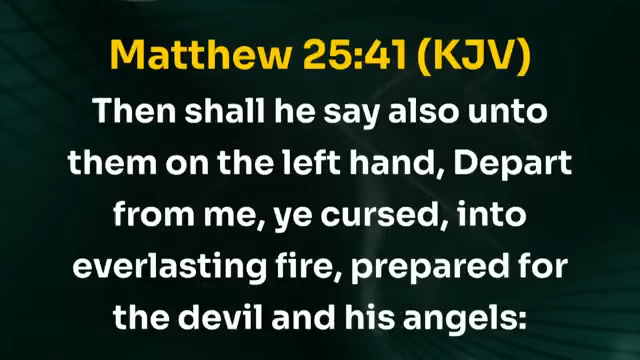 Matthew 25:41 (KJV)
Then shall he say also unto
them on the left hand, Depart
from me, ye cursed, into
everlasting fire, prepared for
the devil and his angels: